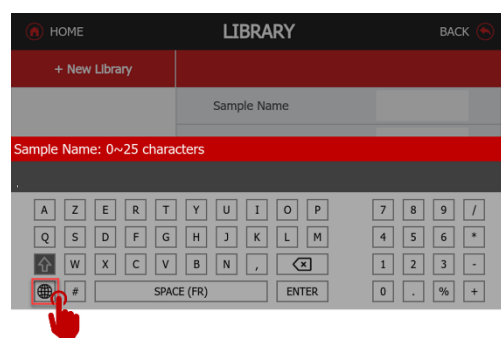 HOME LIBRARY BACK
+ New Library
Sample Name
Sample Name: 0~25 characters
A Z E R T Y U I O P 7 8 9 /
Q S D F G H J K L M 4 5 6 *
W X C V B N , 1 2 3 -
# SPACE (FR) ENTER 0 . % +